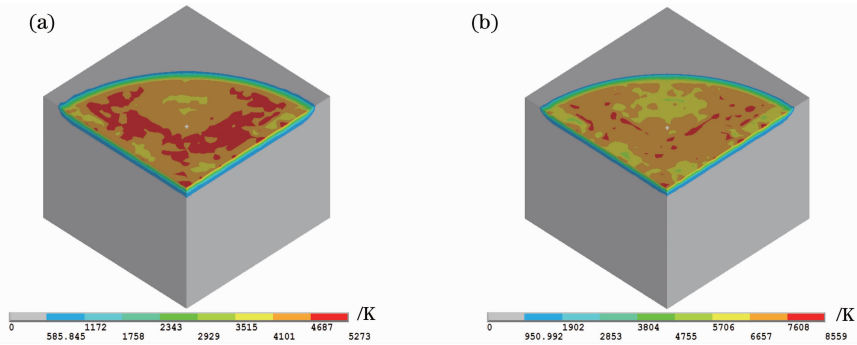 (a) (b)
/K /K
0 1172 2343 3515 4687
585.845 1758 2929 4101 5273
0 1902 3804 5706 7608
950.992 2853 4755 6657 8559